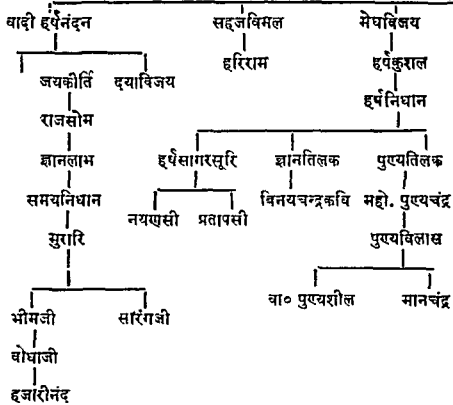 वादी हर्षनंदन सहजविमल मेघविजय
जयकीर्ति दयाविजय हरिराम हर्षकुशल
राजसोम हर्षनिधान
ज्ञानलाभ हर्षसागरसूरि ज्ञानतिलक पुण्यतिलक
समयनिधान नयणसी प्रतापसी विनयचन्द्रकवि महो. पुण्यचंद्र
सुरारि पुण्यविलास
भीमजी सारंगजी वा० पुण्यशील मानचंद्र
वोधाजी
हजारीनंद